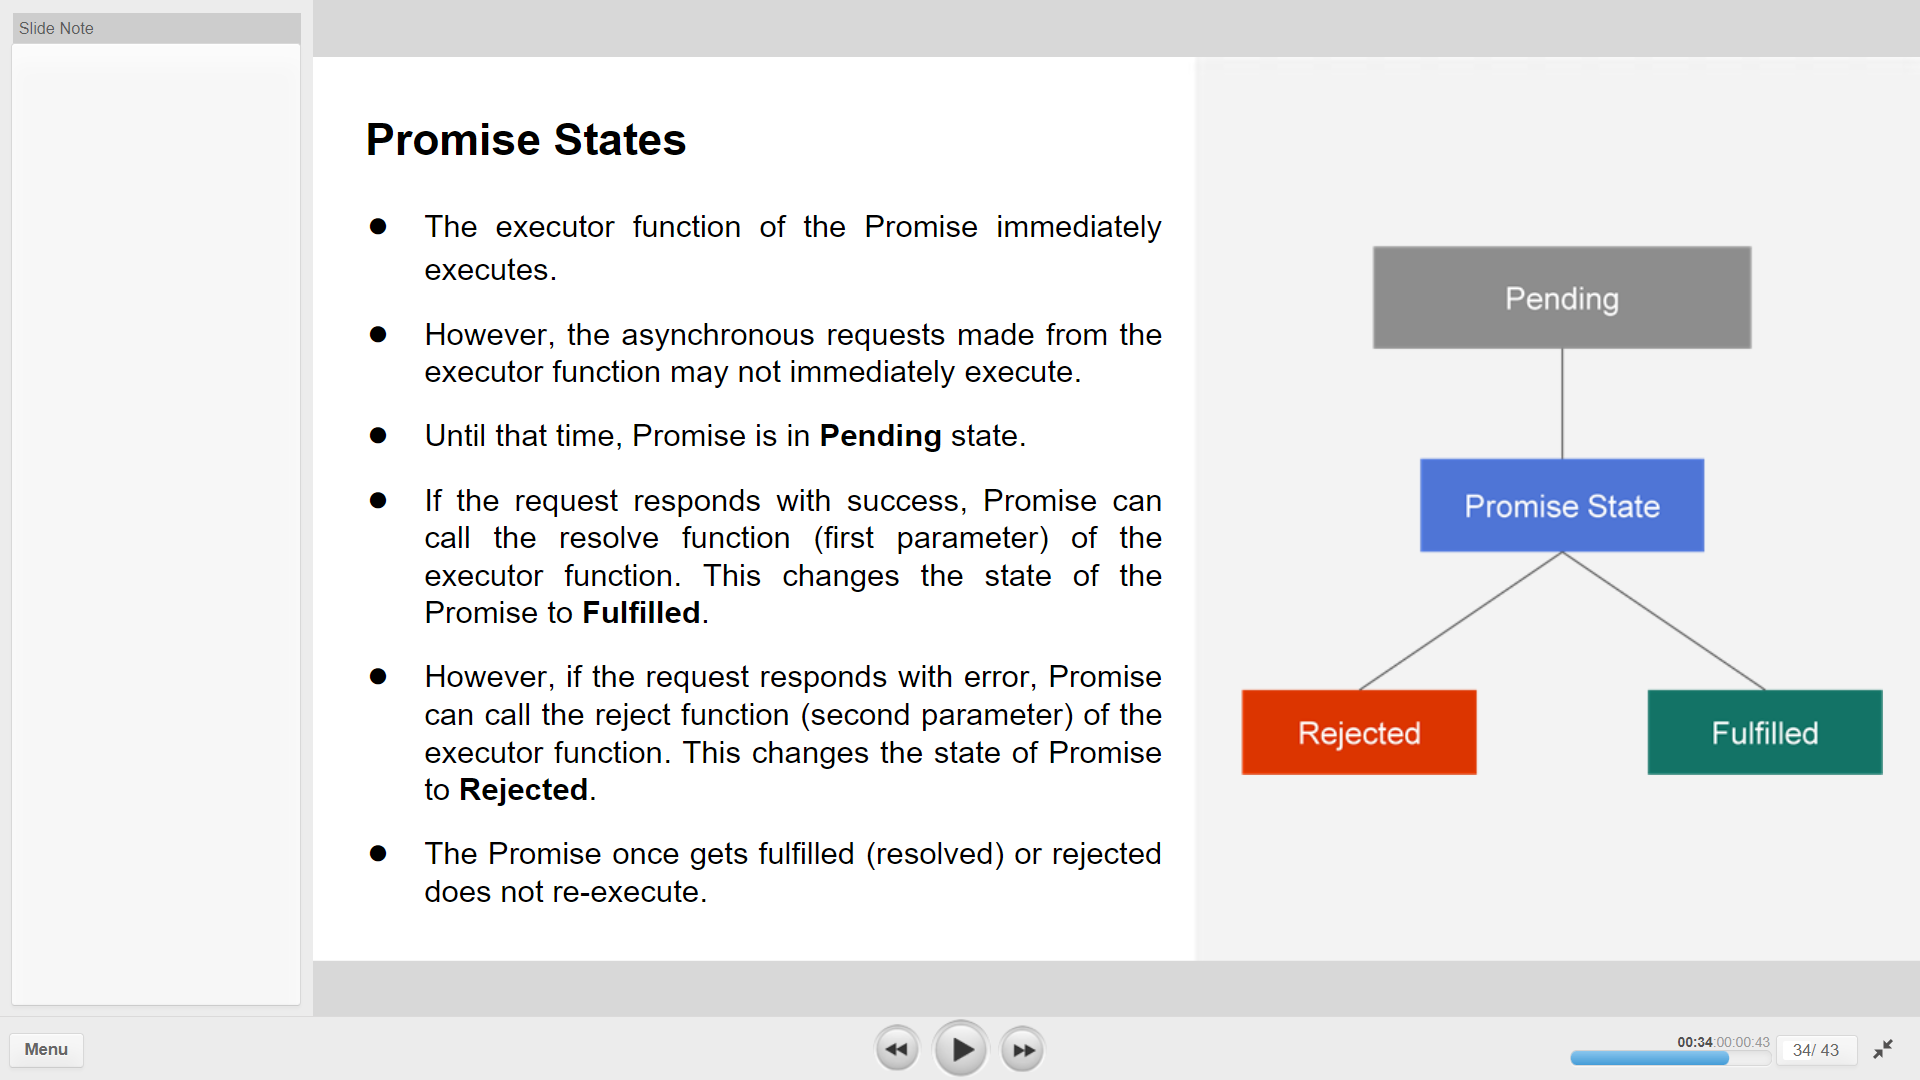 Slide Note
Promise States
● The executor function of the Promise immediately
executes.
● However, the asynchronous requests made from the
executor function may not immediately execute.
● Until that time, Promise is in Pending state.
● If the request responds with success, Promise can
call the resolve function (first parameter) of the
executor function. This changes the state of the
Promise to Fulfilled.
● However, if the request responds with error, Promise
can call the reject function (second parameter) of the
executor function. This changes the state of Promise
to Rejected.
● The Promise once gets fulfilled (resolved) or rejected
does not re-execute.
Pending
Promise State
Rejected
Fulfilled
Menu
00:34:00:00:43
34/ 43